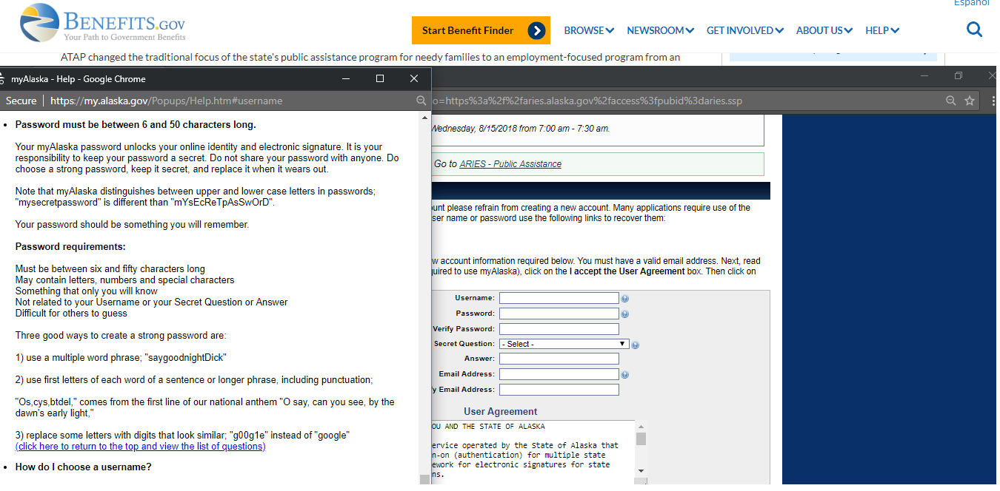 Español
BENEFITS.GOV
Your Path to Government Benefits
Start Benefit Finder
BROWSE
NEWSROOM
GET INVOLVED
ABOUT US
HELP
ATAP changed the traditional focus of the state's public assistance program for needy families to an employment-focused program from an
myAlaska - Help - Google Chrome
Secure | https://my.alaska.gov/Popups/Help.htm#username
• Password must be between 6 and 50 characters long.
Your myAlaska password unlocks your online identity and electronic signature. It is your
responsibility to keep your password a secret. Do not share your password with anyone. Do
choose a strong password, keep it secret, and replace it when it wears out.
Note that myAlaska distinguishes between upper and lower case letters in passwords;
"mysecretpassword" is different than "mYsEcReTpAsSwOrD".
Your password should be something you will remember.
Password requirements:
Must be between six and fifty characters long
May contain letters, numbers and special characters
Something that only you will know
Not related to your Username or your Secret Question or Answer
Difficult for others to guess
Three good ways to create a strong password are:
1) use a multiple word phrase; "saygoodnightDick"
2) use first letters of each word of a sentence or longer phrase, including punctuation;
"Os,cys,btdel," comes from the first line of our national anthem "O say, can you see, by the
dawn's early light,"
3) replace some letters with digits that look similar; "g00g1e" instead of "google"
(click here to return to the top and view the list of questions)
• How do I choose a username?
o=https%3a%2f%2faries.alaska.gov%2faccess%3fpubid%3daries.ssp
Wednesday, 8/15/2018 from 7:00 am - 7:30 am.
Go to ARIES - Public Assistance
unt please refrain from creating a new account. Many applications require use of the
ser name or password use the following links to recover them:
w account information required below. You must have a valid email address. Next, read
quired to use myAlaska), click on the I accept the User Agreement box. Then click on
Username:
Password:
Verify Password:
Secret Question: - Select -
Answer:
Email Address:
fy Email Address:
User Agreement
OU AND THE STATE OF ALASKA
ervice operated by the State of Alaska that
n-on (authentication) for multiple state
ework for electronic signatures for state
ns.